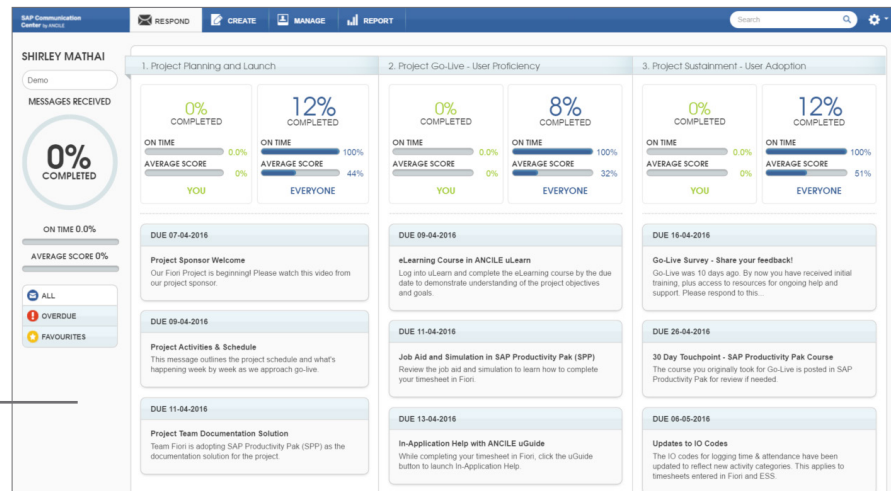 SAP Communication
Center by ANCILE
RESPOND
CREATE
MANAGE
REPORT
Search
SHIRLEY MATHAI
Demo
MESSAGES RECEIVED
0%
COMPLETED
ON TIME 0.0%
AVERAGE SCORE 0%
ALL
OVERDUE
FAVOURITES
1. Project Planning and Launch
0%
COMPLETED
ON TIME
0.0%
AVERAGE SCORE
0%
YOU
12%
COMPLETED
ON TIME
100%
AVERAGE SCORE
44%
EVERYONE
DUE 07-04-2016
Project Sponsor Welcome
Our Fiori Project is beginning! Please watch this video from
our project sponsor.
DUE 09-04-2016
Project Activities & Schedule
This message outlines the project schedule and what's
happening week by week as we approach go-live.
DUE 11-04-2016
Project Team Documentation Solution
Team Fiori is adopting SAP Productivity Pak (SPP) as the
documentation solution for the project.
2. Project Go-Live - User Proficiency
0%
COMPLETED
ON TIME
0.0%
AVERAGE SCORE
0%
YOU
8%
COMPLETED
ON TIME
100%
AVERAGE SCORE
32%
EVERYONE
DUE 09-04-2016
eLearning Course in ANCILE uLearn
Log into uLearn and complete the eLearning course by the due
date to demonstrate understanding of the project objectives
and goals.
DUE 11-04-2016
Job Aid and Simulation in SAP Productivity Pak (SPP)
Review the job aid and simulation to learn how to complete
your timesheet in Fiori.
DUE 13-04-2016
In-Application Help with ANCILE uGuide
While completing your timesheet in Fiori, click the uGuide
button to launch In-Application Help.
3. Project Sustainment - User Adoption
0%
COMPLETED
ON TIME
0.0%
AVERAGE SCORE
0%
YOU
12%
COMPLETED
ON TIME
100%
AVERAGE SCORE
51%
EVERYONE
DUE 16-04-2016
Go-Live Survey - Share your feedback!
Go-Live was 10 days ago. By now you have received initial
training, plus access to resources for ongoing help and
support. Please respond to this...
DUE 26-04-2016
30 Day Touchpoint - SAP Productivity Pak Course
The course you originally took for Go-Live is posted in SAP
Productivity Pak for review if needed.
DUE 06-05-2016
Updates to IO Codes
The IO codes for logging time & attendance have been
updated to reflect new activity categories. This applies to
timesheets entered in Fiori and ESS.